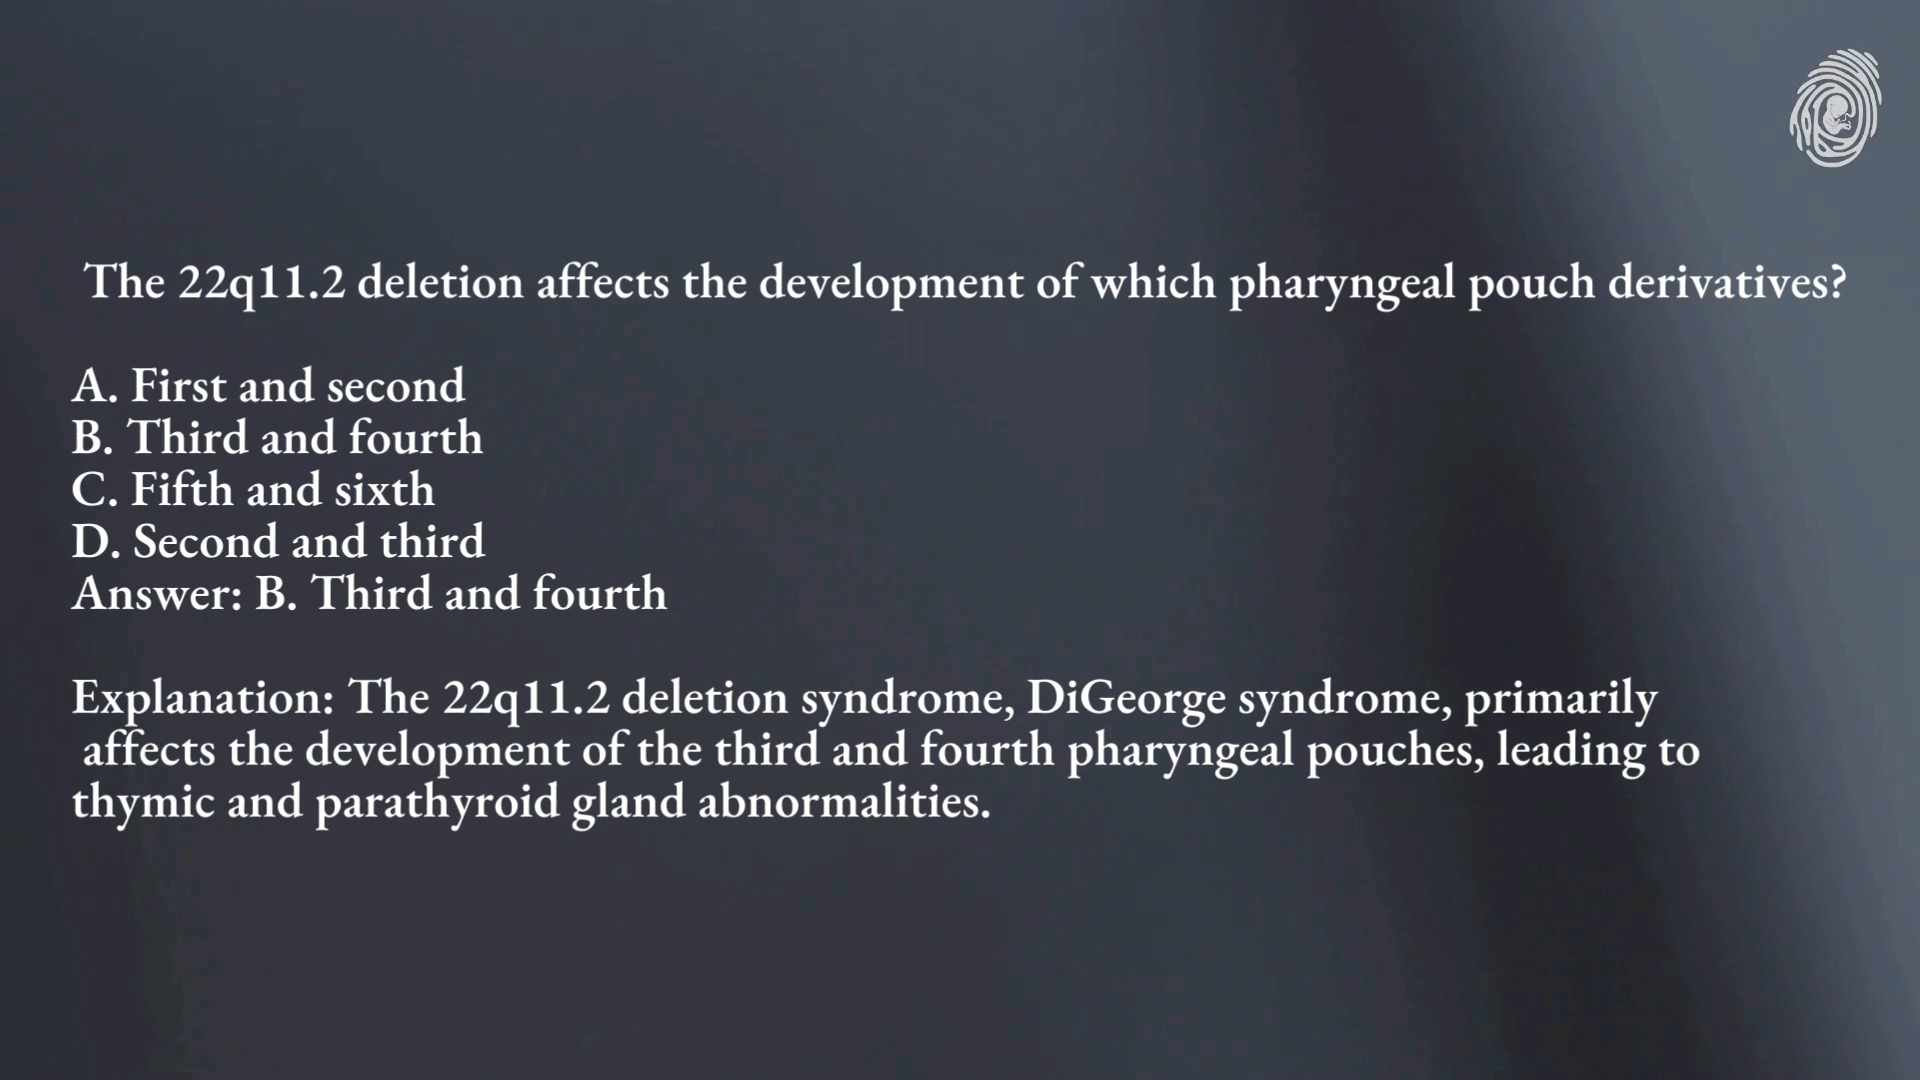 The 22q11.2 deletion affects the development of which pharyngeal pouch derivatives?
A. First and second
B. Third and fourth
C. Fifth and sixth
D. Second and third
Answer: B. Third and fourth
Explanation: The 22q11.2 deletion syndrome, DiGeorge syndrome, primarily
affects the development of the third and fourth pharyngeal pouches, leading to
thymic and parathyroid gland abnormalities.